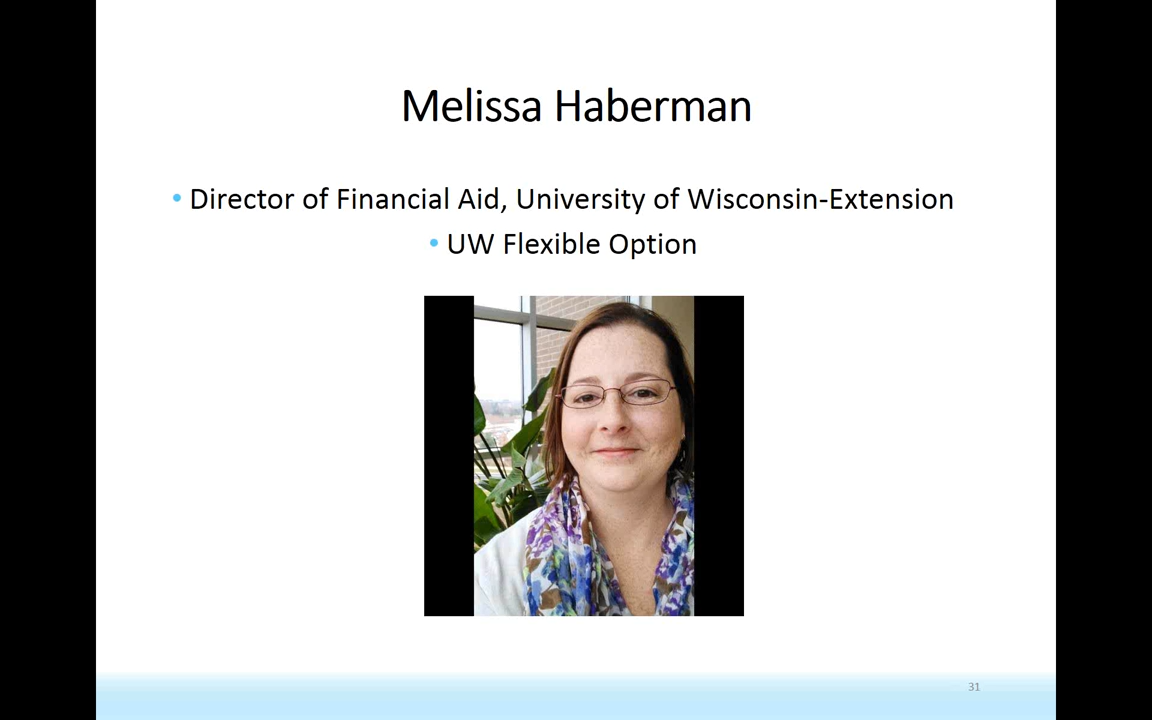 Melissa Haberman
• Director of Financial Aid, University of Wisconsin-Extension
• UW Flexible Option
31